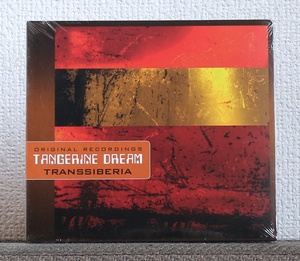 ORIGINAL RECORDINGS
TANGERINE DREAM
TRANSSIBERIA